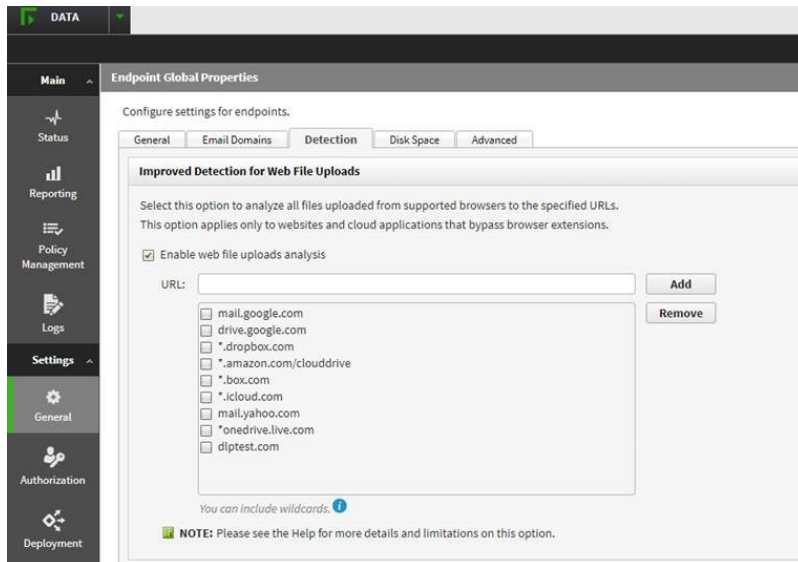 DATA
Main
Status
Reporting
Policy
Management
Logs
Settings
General
Authorization
Deployment
Endpoint Global Properties
Configure settings for endpoints.
General Email Domains Detection Disk Space Advanced
Improved Detection for Web File Uploads
Select this option to analyze all files uploaded from supported browsers to the specified URLs.
This option applies only to websites and cloud applications that bypass browser extensions.
Enable web file uploads analysis
URL: Add
Remove
mail.google.com
drive.google.com
*.dropbox.com
*.amazon.com/clouddrive
*.box.com
*.icloud.com
mail.yahoo.com
*onedrive.live.com
dlptest.com
You can include wildcards.
NOTE: Please see the Help for more details and limitations on this option.